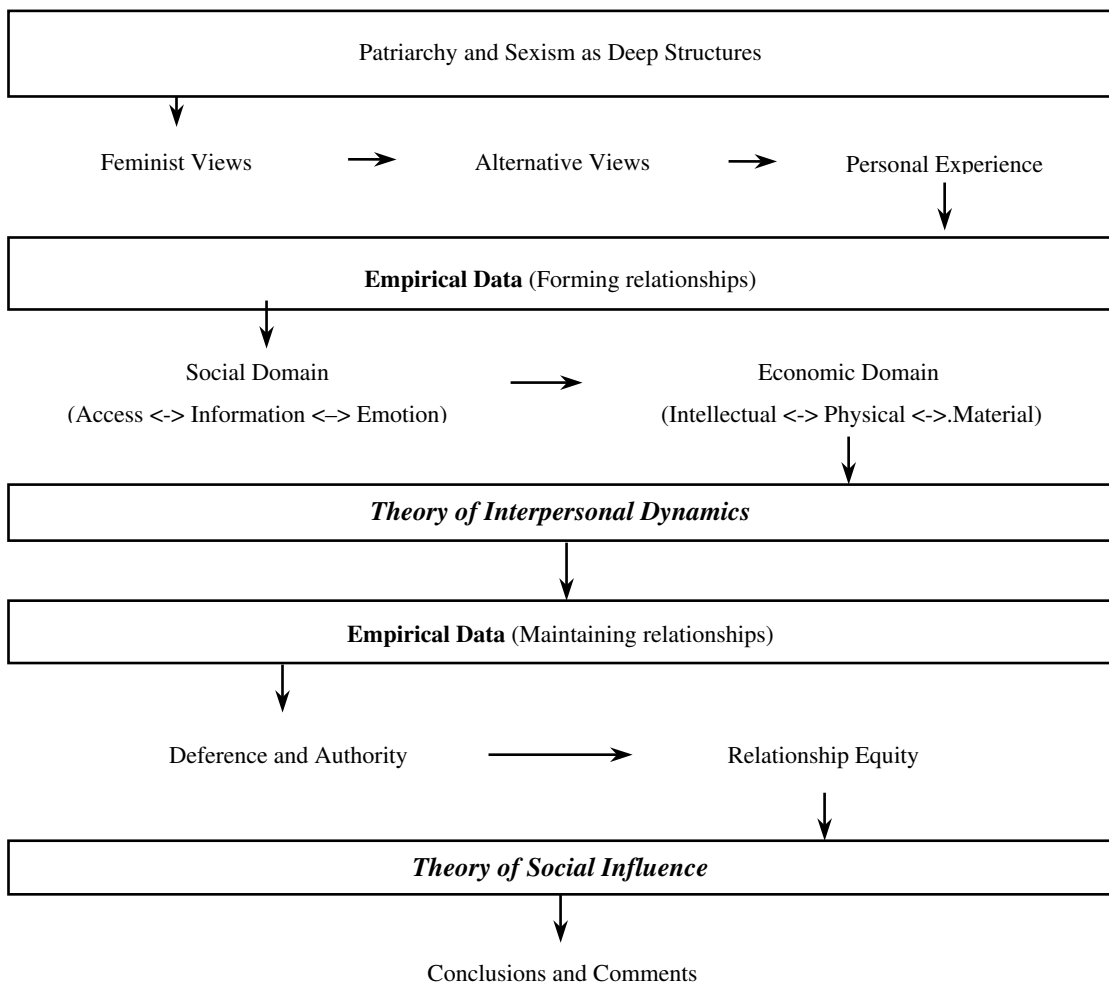 Patriarchy and Sexism as Deep Structures
Feminist Views
Alternative Views
Personal Experience
Empirical Data (Forming relationships)
Social Domain
Economic Domain
(Access <-> Information <–> Emotion)
(Intellectual <-> Physical <->.Material)
Theory of Interpersonal Dynamics
Empirical Data (Maintaining relationships)
Deference and Authority
Relationship Equity
Theory of Social Influence
Conclusions and Comments